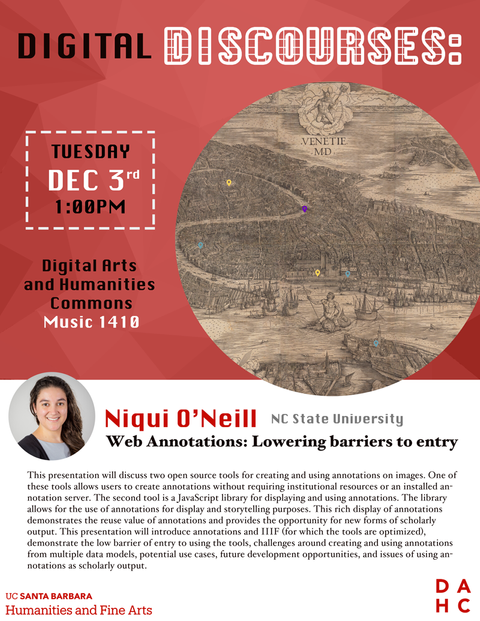 DIGITAL DISCOURSES:
VENETIE
MD
TUESDAY
DEC 3rd
1:00PM
Digital Arts
and Humanities
Commons
Music 1410
Niqui O'Neill NC State University
Web Annotations: Lowering barriers to entry
This presentation will discuss two open source tools for creating and using annotations on images. One of
these tools allows users to create annotations without requiring institutional resources or an installed an-
notation server. The second tool is a JavaScript library for displaying and using annotations. The library
allows for the use of annotations for display and storytelling purposes. This rich display of annotations
demonstrates the reuse value of annotations and provides the opportunity for new forms of scholarly
output. This presentation will introduce annotations and IIIF (for which the tools are optimized),
demonstrate the low barrier of entry to using the tools, challenges around creating and using annotations
from multiple data models, potential use cases, future development opportunities, and issues of using an-
notations as scholarly output.
UC SANTA BARBARA
Humanities and Fine Arts
DA
HC